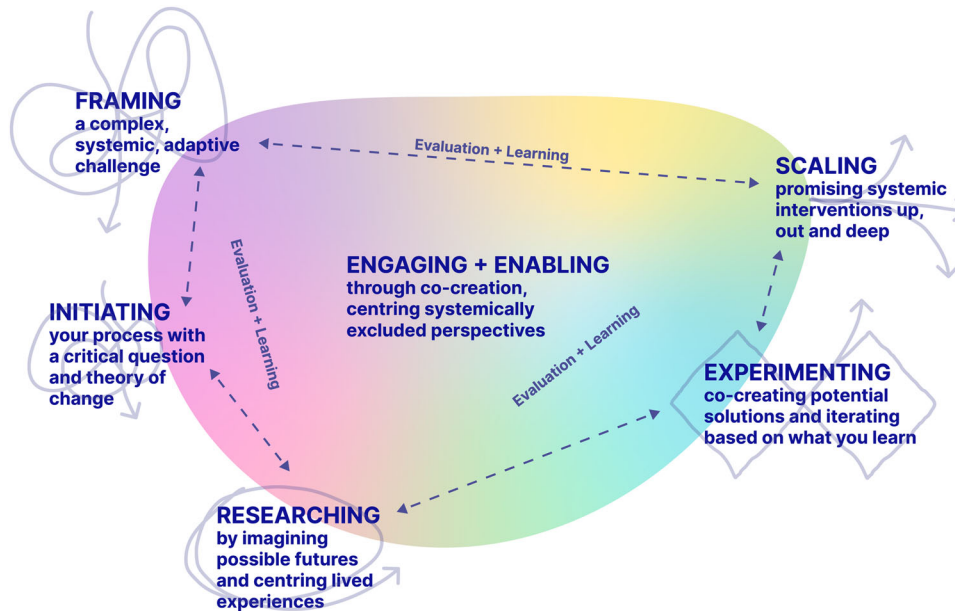 FRAMING
a complex,
systemic, adaptive
challenge
Evaluation + Learning
SCALING
promising systemic
interventions up,
out and deep
ENGAGING + ENABLING
through co-creation,
centring systemically
excluded perspectives
Evaluation + Learning
INITIATING
your process with
a critical question
and theory of
change
Evaluation + Learning
EXPERIMENTING
co-creating potential
solutions and iterating
based on what you learn
RESEARCHING
by imagining
possible futures
and centring lived
experiences